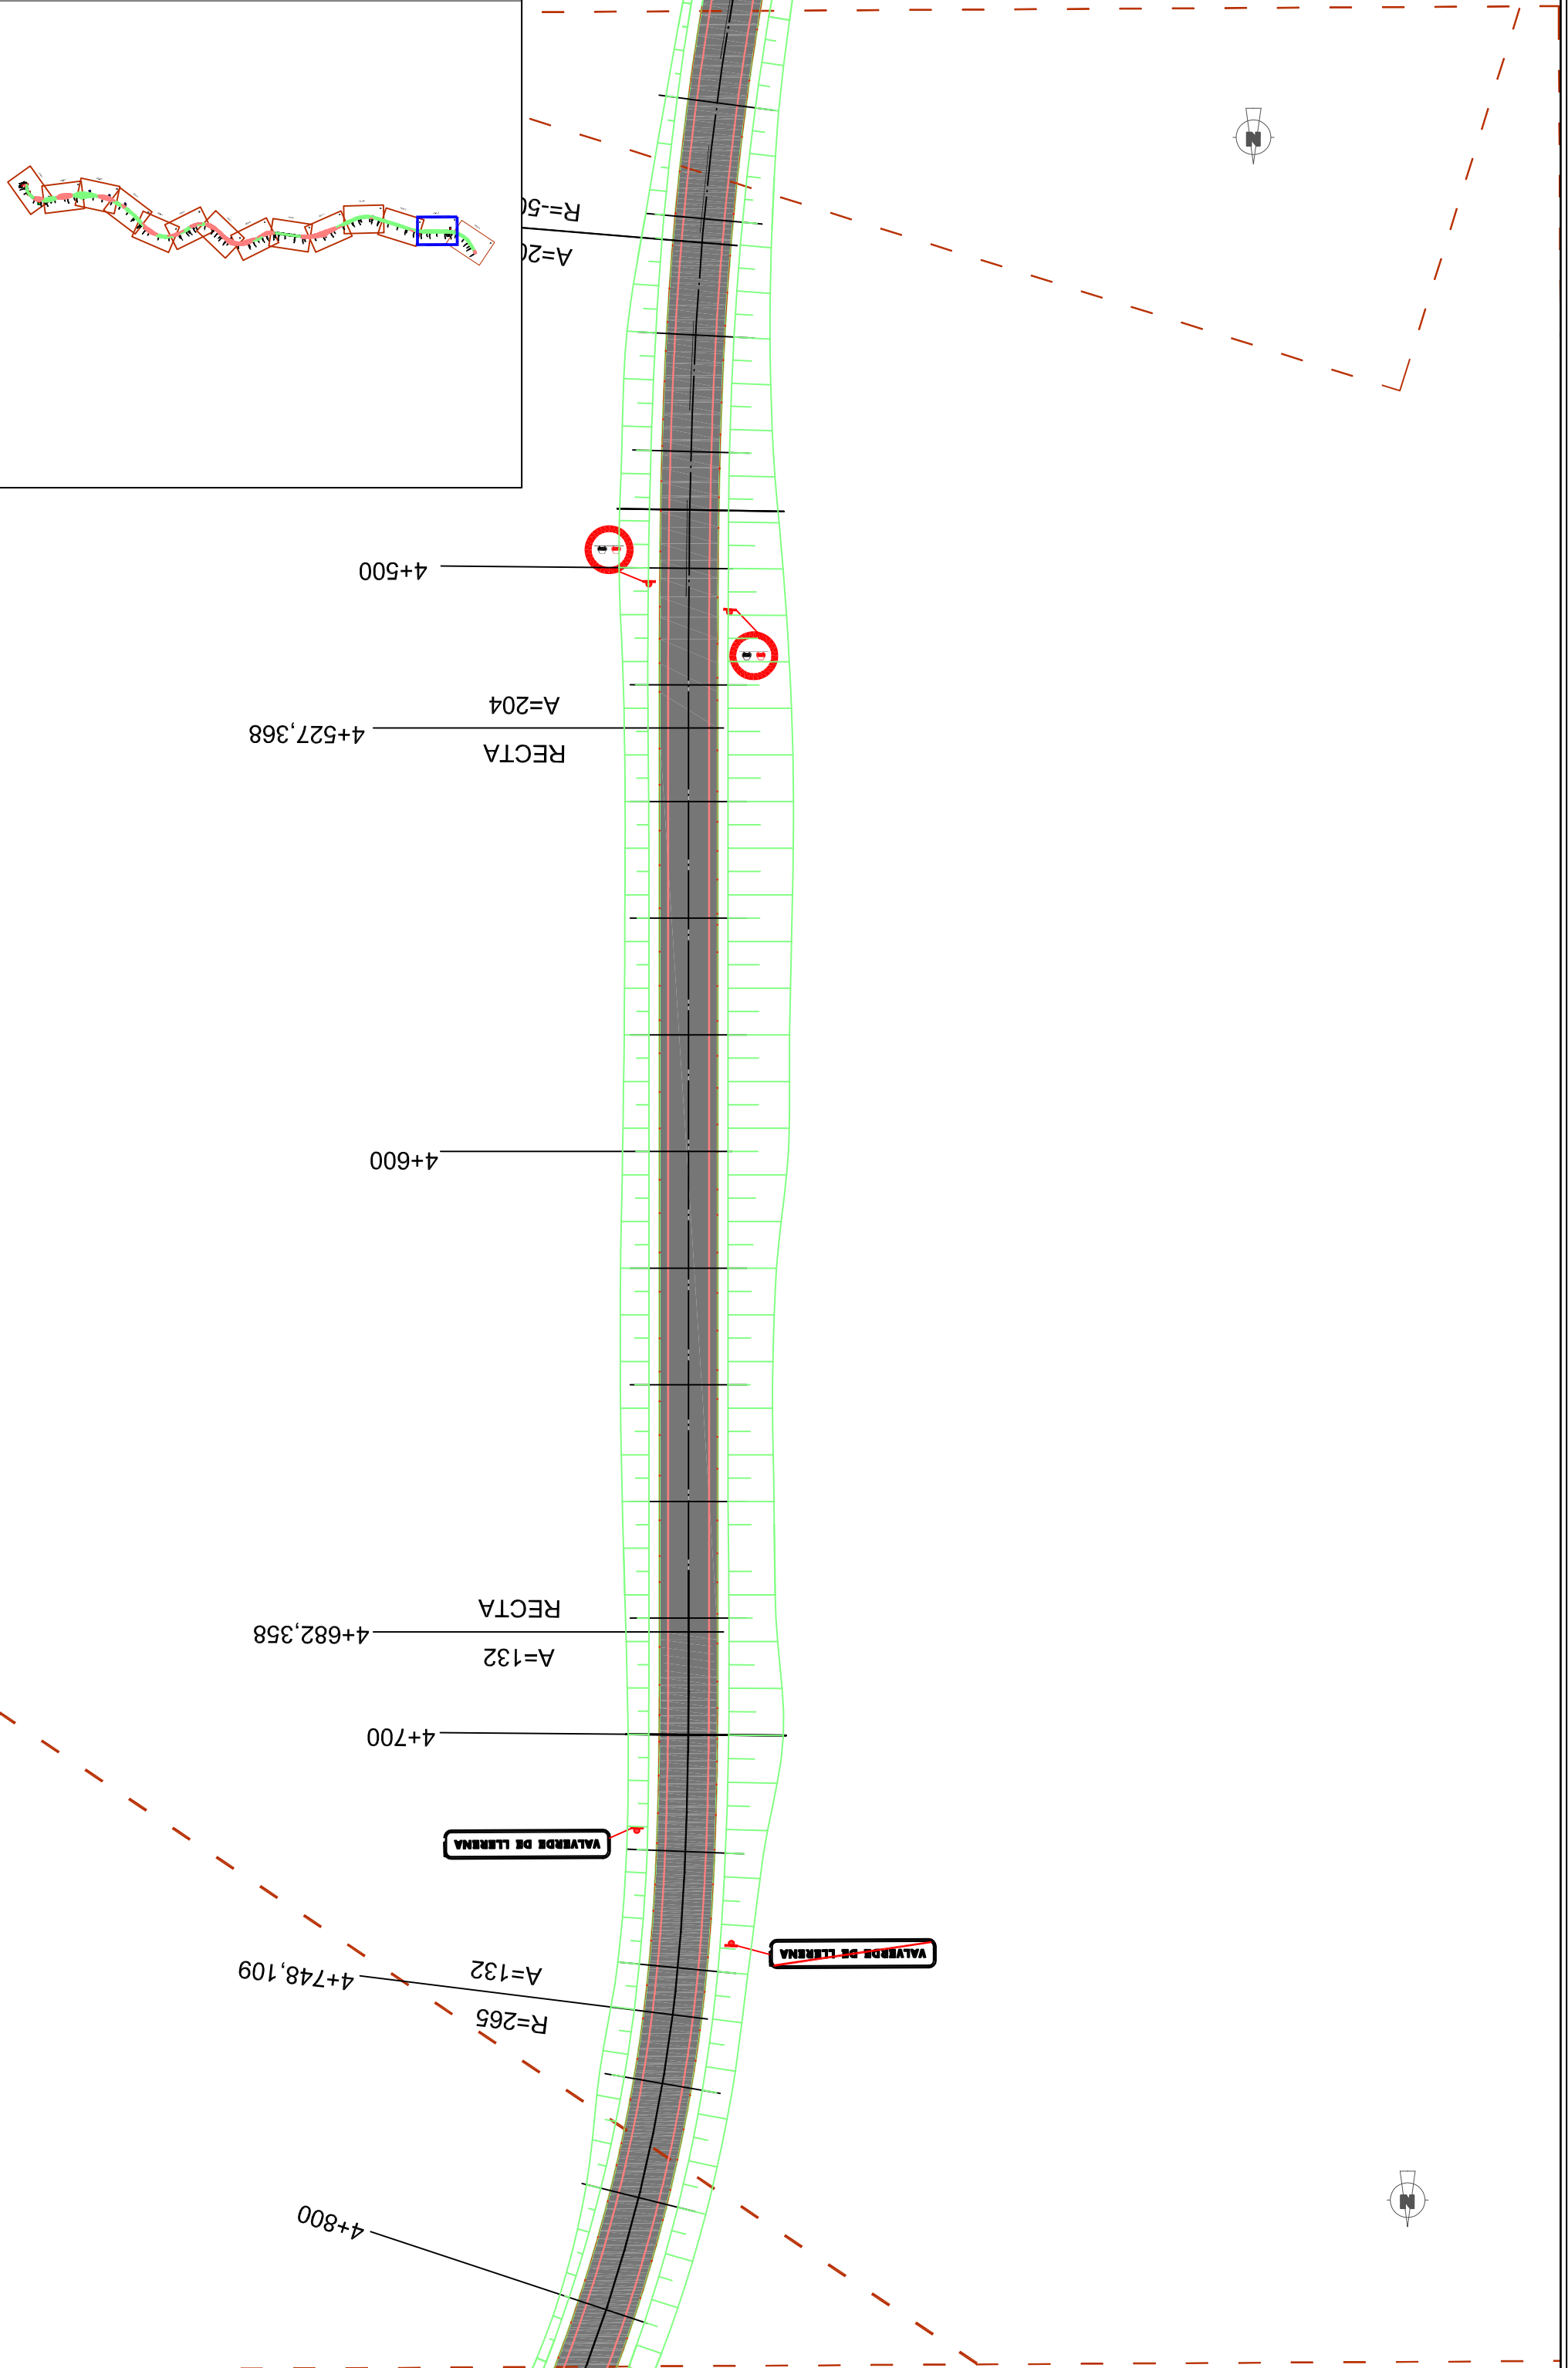 R=-50
A=20
4+500
A=204
4+527,368
RECTA
4+600
RECTA
4+682,358
A=132
4+700
VALVERDE DE LLERENA
VALVERDE DE LLERENA
A=132
4+748,109
R=265
4+800
N
N